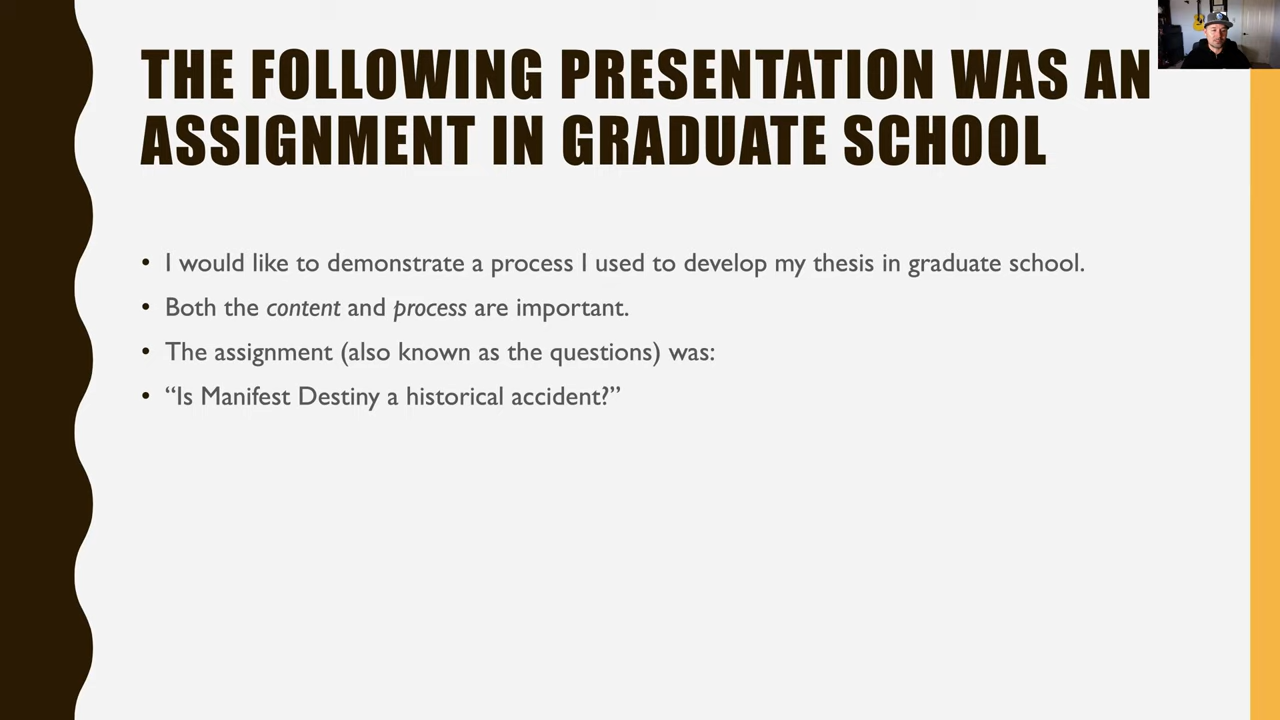 THE FOLLOWING PRESENTATION WAS AN
ASSIGNMENT IN GRADUATE SCHOOL
• I would like to demonstrate a process I used to develop my thesis in graduate school.
• Both the content and process are important.
• The assignment (also known as the questions) was:
• “Is Manifest Destiny a historical accident?”